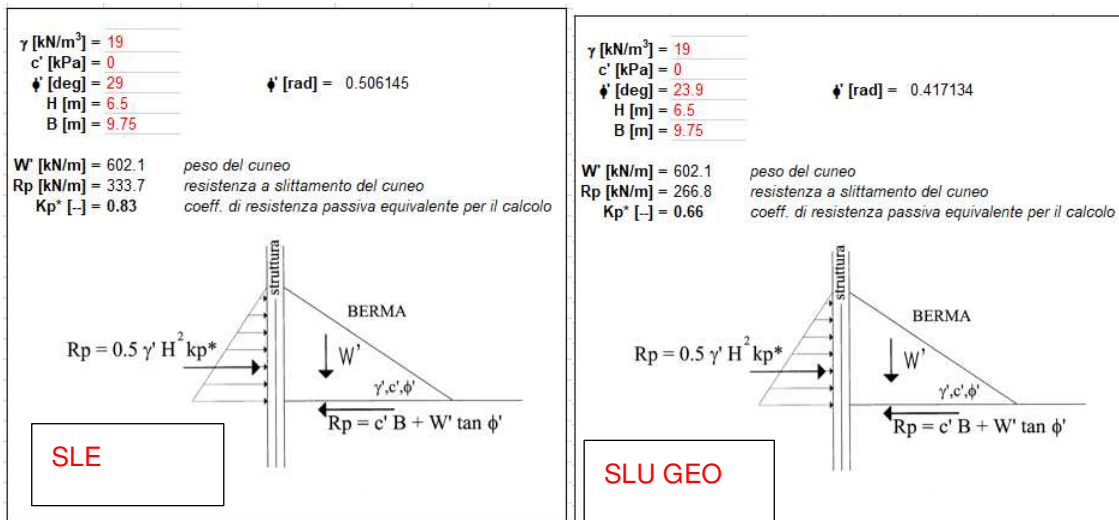 γ [kN/m³] = 19
c' [kPa] = 0
ϕ' [deg] = 29
ϕ' [rad] = 0.506145
H [m] = 6.5
B [m] = 9.75
W' [kN/m] = 602.1 peso del cuneo
Rp [kN/m] = 333.7 resistenza a slittamento del cuneo
Kp* [--] = 0.83 coeff. di resistenza passiva equivalente per il calcolo
struttura
BERMA
Rp = 0.5 γ' H² kp*
W'
γ',c',ϕ'
Rp = c' B + W' tan ϕ'
SLE
γ [kN/m³] = 19
c' [kPa] = 0
ϕ' [deg] = 23.9
ϕ' [rad] = 0.417134
H [m] = 6.5
B [m] = 9.75
W' [kN/m] = 602.1 peso del cuneo
Rp [kN/m] = 266.8 resistenza a slittamento del cuneo
Kp* [--] = 0.66 coeff. di resistenza passiva equivalente per il calcolo
struttura
BERMA
Rp = 0.5 γ' H² kp*
W'
γ',c',ϕ'
Rp = c' B + W' tan ϕ'
SLU GEO